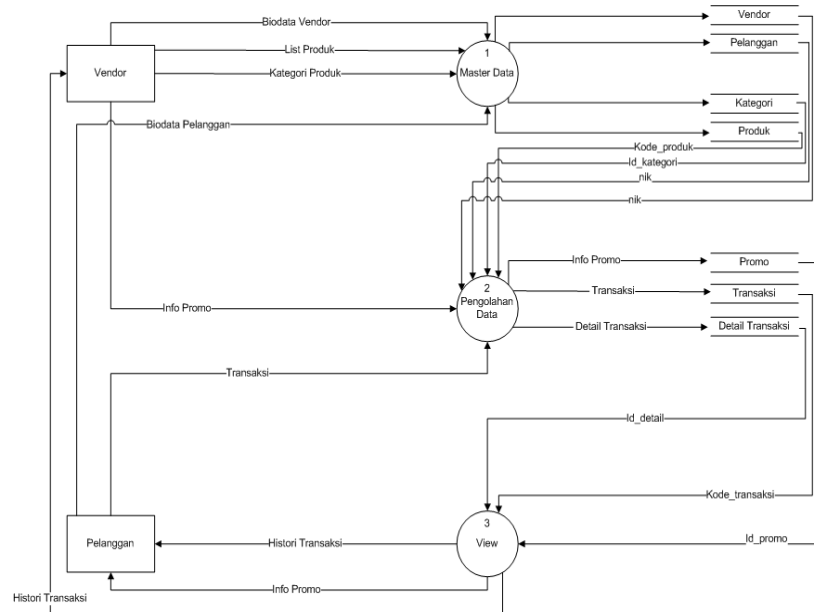 Biodata Vendor
List Produk
Kategori Produk
Vendor
1
Master Data
Vendor
Pelanggan
Kategori
Produk
Biodata Pelanggan
Kode_produk
Id_kategori
nik
nik
Info Promo
2
Pengolahan
Data
Info Promo
Transaksi
Detail Transaksi
Promo
Transaksi
Detail Transaksi
Transaksi
Id_detail
Kode_transaksi
Id_promo
Pelanggan
Histori Transaksi
3
View
Info Promo
Histori Transaksi